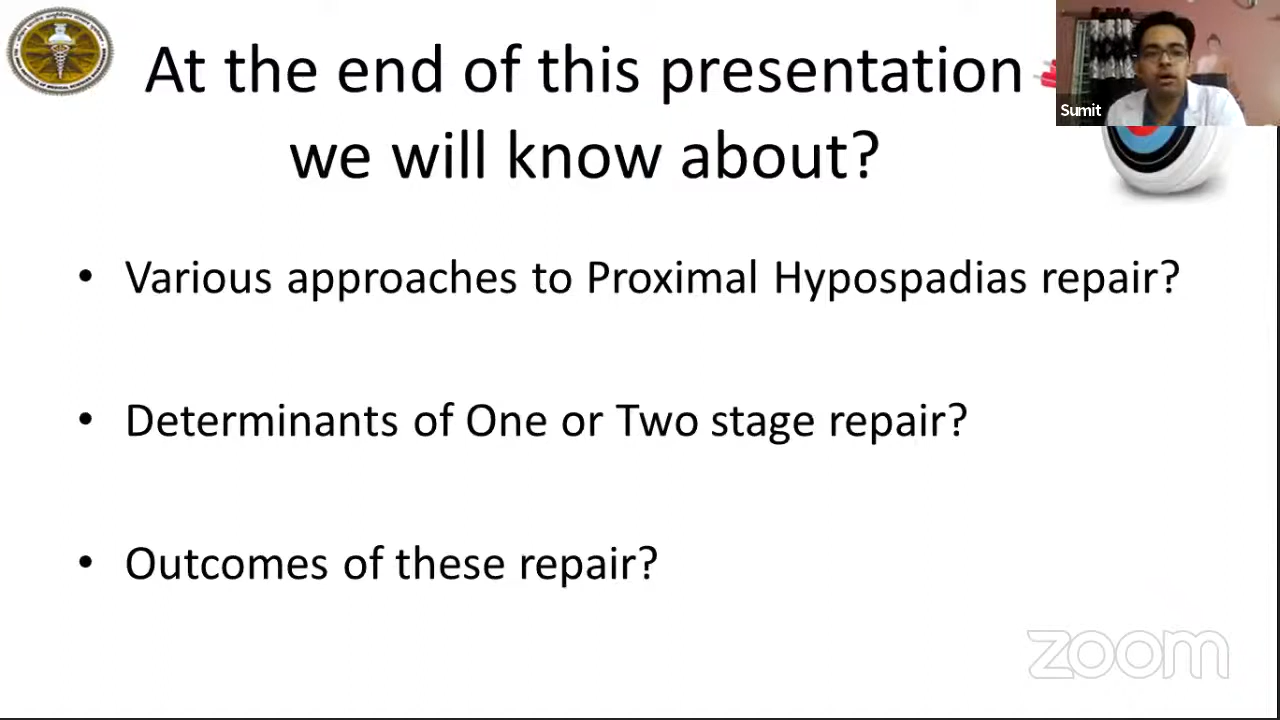 At the end of this presentation
we will know about?
Sumit
• Various approaches to Proximal Hypospadias repair?
• Determinants of One or Two stage repair?
• Outcomes of these repair?
zoom